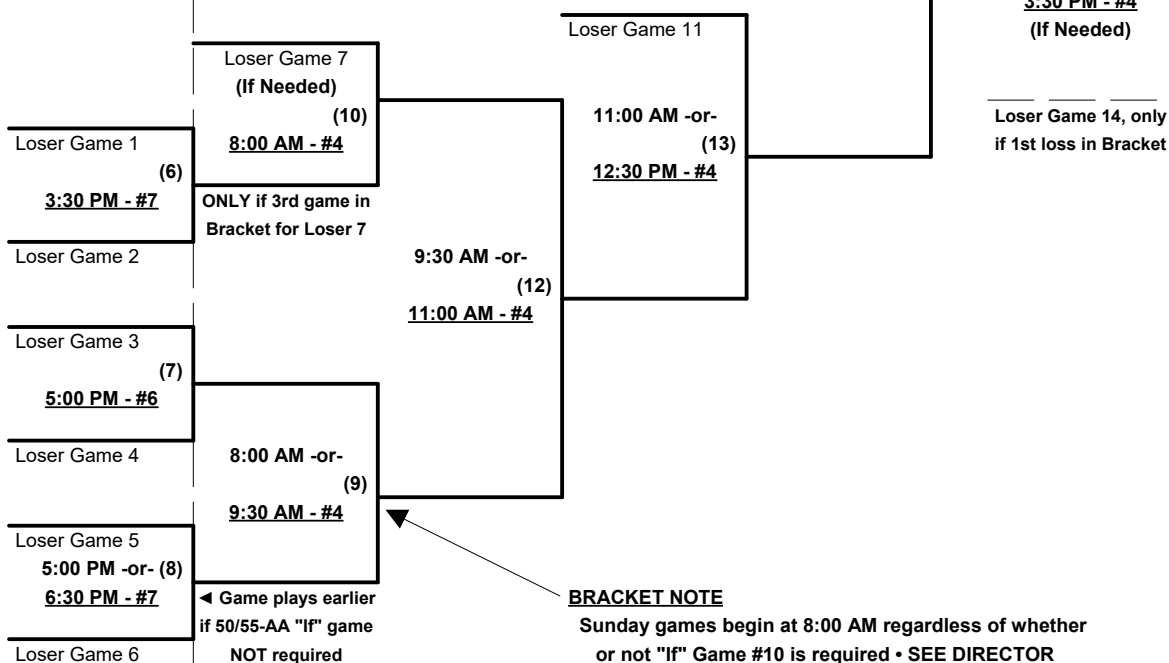 3:30 PM - #4
(If Needed)
Loser Game 11
Loser Game 7
(If Needed)
(10)
8:00 AM - #4
11:00 AM -or-
(13)
12:30 PM - #4
Loser Game 14, only
if 1st loss in Bracket
Loser Game 1
(6)
3:30 PM - #7
ONLY if 3rd game in
Bracket for Loser 7
Loser Game 2
9:30 AM -or-
(12)
11:00 AM - #4
Loser Game 3
(7)
5:00 PM - #6
Loser Game 4
8:00 AM -or-
(9)
9:30 AM - #4
Loser Game 5
5:00 PM -or- (8)
6:30 PM - #7
◄ Game plays earlier
if 50/55-AA "If" game
NOT required
Loser Game 6
BRACKET NOTE
Sunday games begin at 8:00 AM regardless of whether
or not "If" Game #10 is required • SEE DIRECTOR